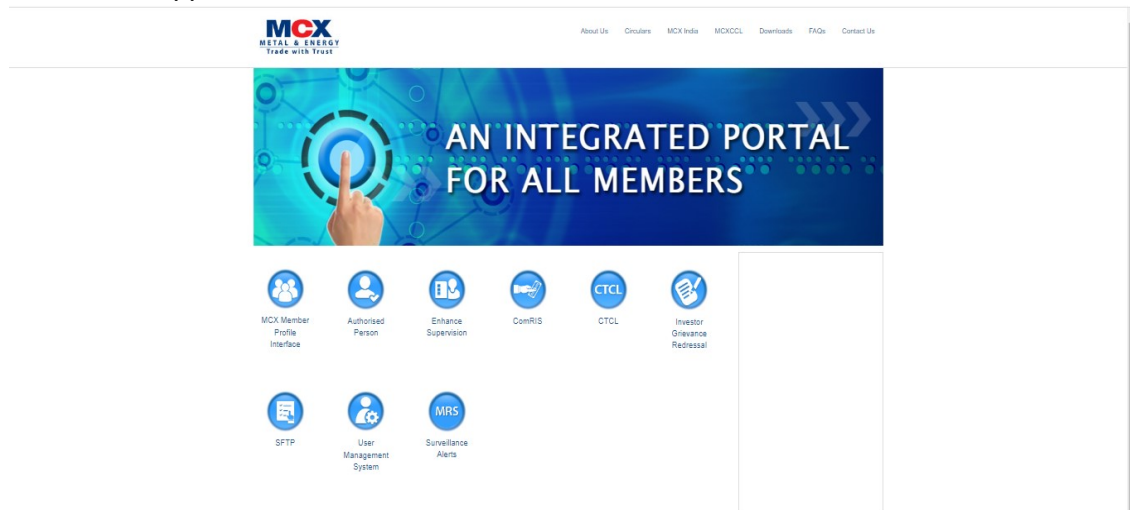 MCX
METAL & ENERGY
Trade with Trust
About Us Circulars MCX India MCXCCL Downloads FAQs Contact Us
AN INTEGRATED PORTAL
FOR ALL MEMBERS
MCX Member
Profile
Interface
Authorised
Person
Enhance
Supervision
ComRIS
CTCL
CTCL
Investor
Grievance
Redressal
SFTP
User
Management
System
MRS
Surveillance
Alerts